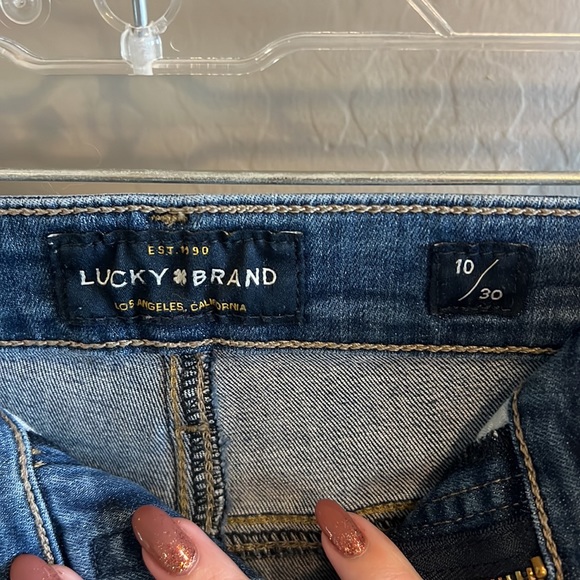 EST. 1990
LUCKY BRAND
LOS ANGELES, CALIFORNIA
10/30